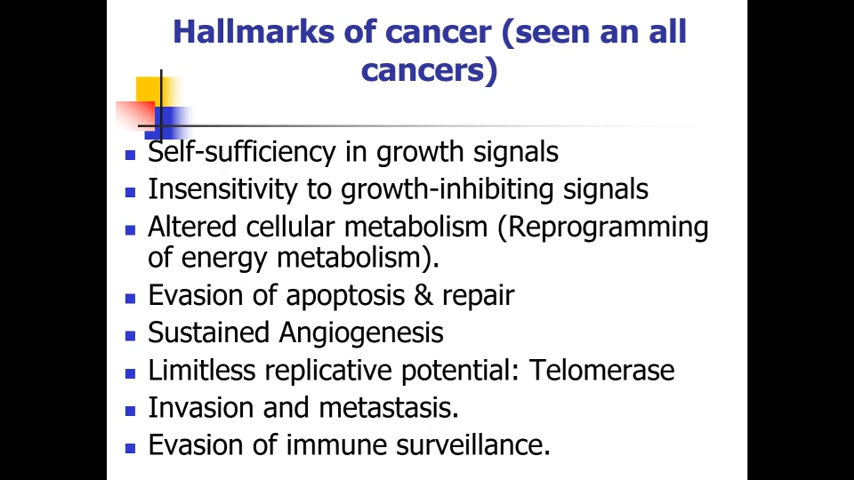 Hallmarks of cancer (seen an all
cancers)
Self-sufficiency in growth signals
Insensitivity to growth-inhibiting signals
Altered cellular metabolism (Reprogramming
of energy metabolism).
Evasion of apoptosis & repair
Sustained Angiogenesis
Limitless replicative potential: Telomerase
Invasion and metastasis.
Evasion of immune surveillance.